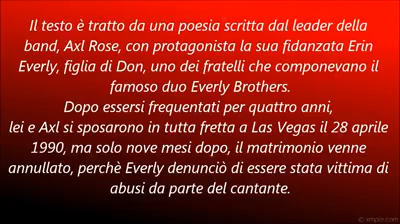 Il testo è tratto da una poesia scritta dal leader della
band, Axl Rose, con protagonista la sua fidanzata Erin
Everly, figlia di Don, uno dei fratelli che componevano il
famoso duo Everly Brothers.
Dopo essersi frequentati per quattro anni,
lei e Axl si sposarono in tutta fretta a Las Vegas il 28 aprile
1990, ma solo nove mesi dopo, il matrimonio venne
annullato, perchè Everly denunciò di essere stata vittima di
abusi da parte del cantante.
© xmple.com